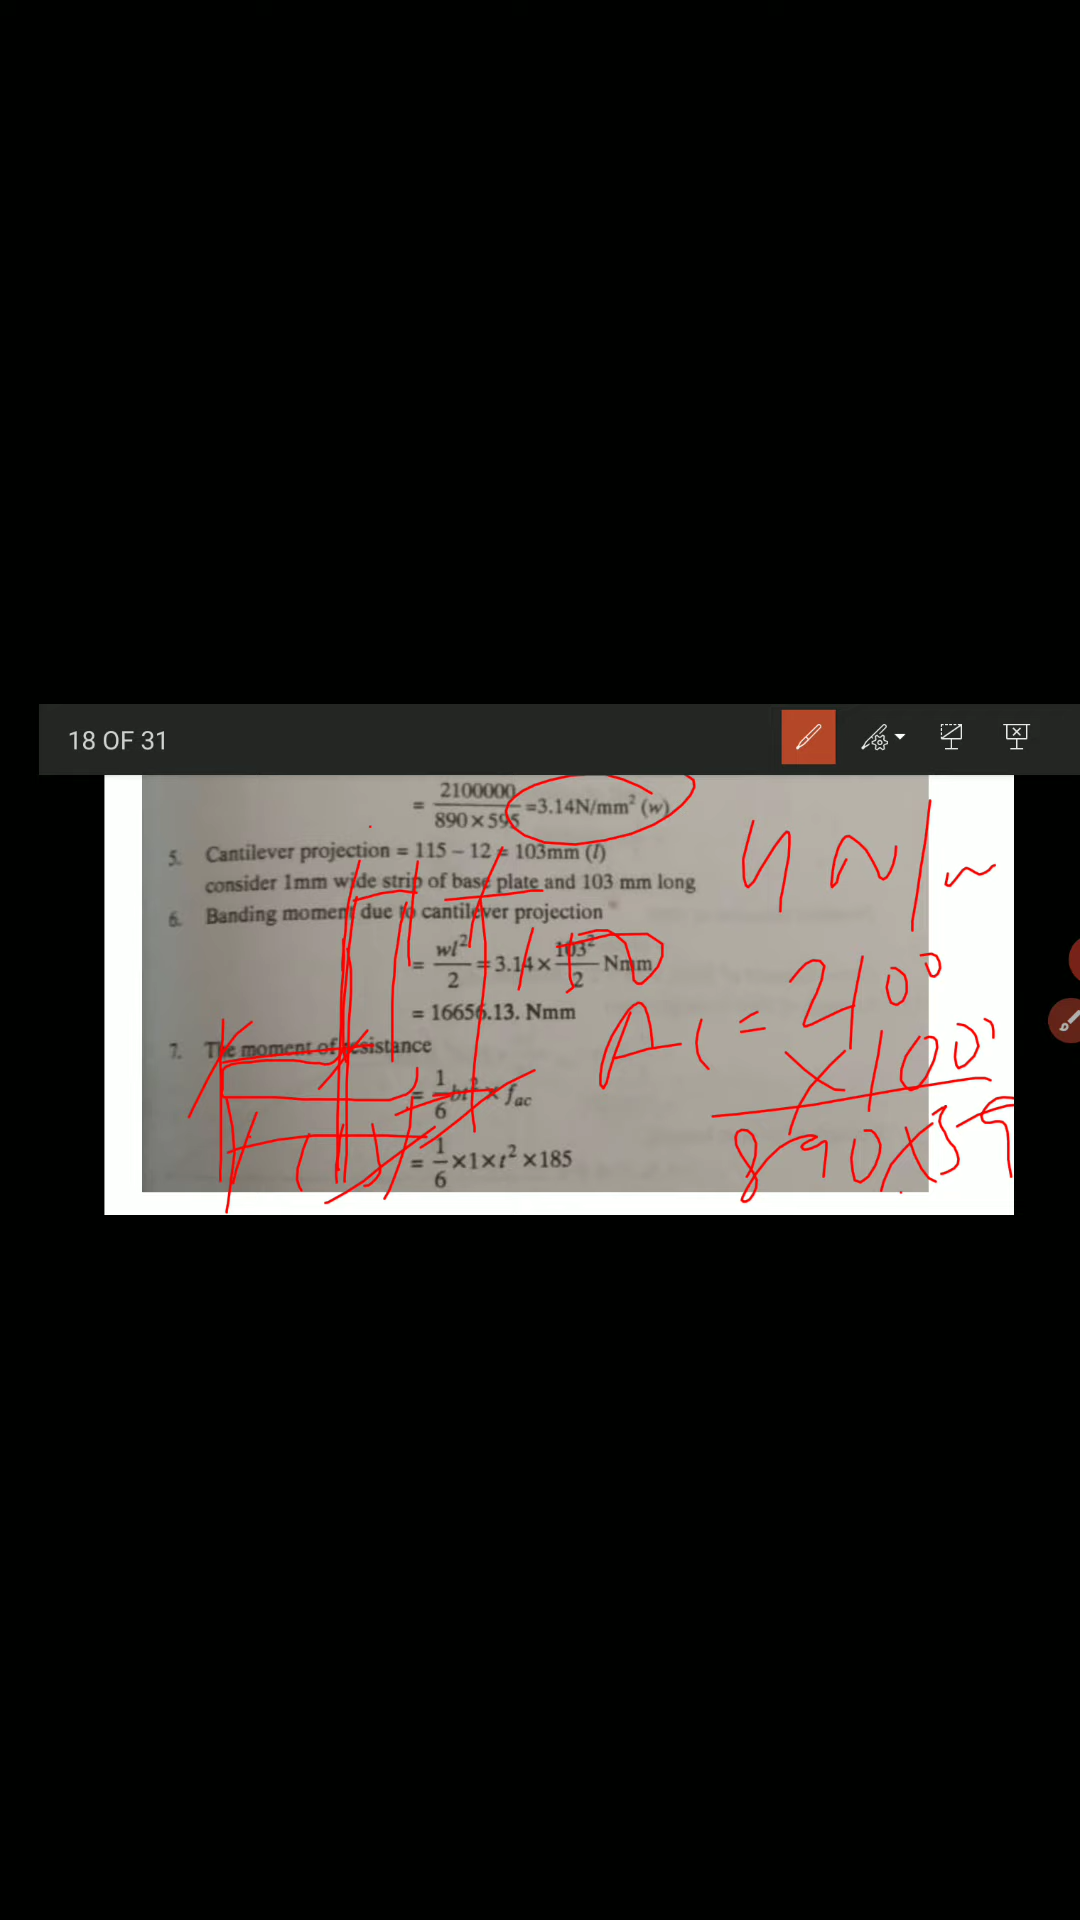 18 OF 31
= 2100000 / 890×595 =3.14N/mm² (w)
5. Cantilever projection = 115 – 12 = 103mm (l)
consider 1mm wide strip of base plate and 103 mm long
6. Banding moment due to cantilever projection
= wl² / 2 = 3.14 × 103² / 2 Nmm
= 16656.13. Nmm
7. The moment of resistance
= 1/6 bt² × fac
= 1/6 ×1×t² ×185
4 N/
150
A = 2100
×100
890×59